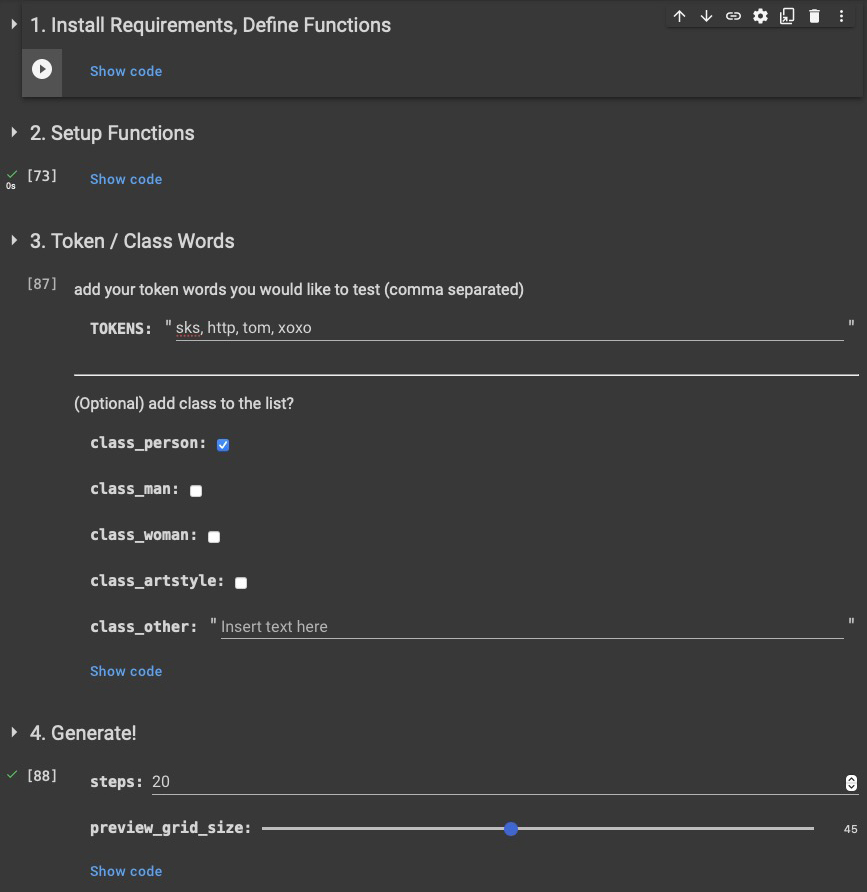 1. Install Requirements, Define Functions
Show code
2. Setup Functions
0s
[73]
Show code
3. Token / Class Words
[87]
add your token words you would like to test (comma separated)
TOKENS: " sks, http, tom, xoxo "
(Optional) add class to the list?
class_person:
class_man:
class_woman:
class_artstyle:
class_other: " Insert text here "
Show code
4. Generate!
[88]
steps: 20
preview_grid_size: 45
Show code